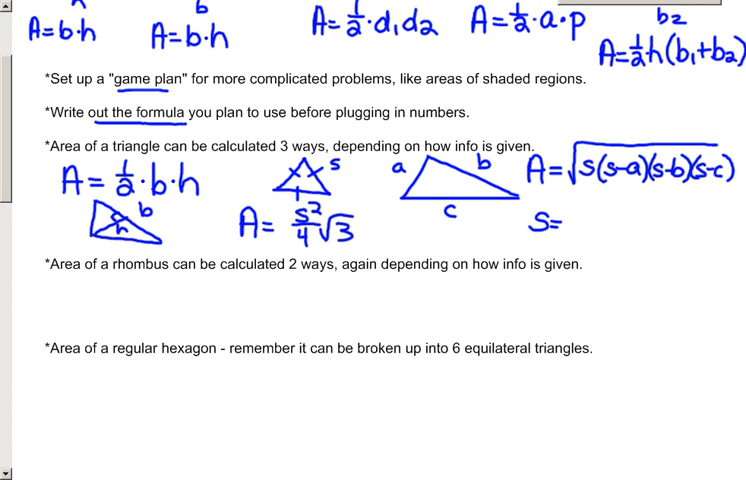 b
b2
A=b·h
A=b·h
A=1/2·d1d2
A=1/2·a·p
A=1/2h(b1+b2)
*Set up a "game plan" for more complicated problems, like areas of shaded regions.
*Write out the formula you plan to use before plugging in numbers.
*Area of a triangle can be calculated 3 ways, depending on how info is given.
A=1/2·b·h
s
a
b
A=√s(s-a)(s-b)(s-c)
b
h
A=s²/4√3
c
s=
*Area of a rhombus can be calculated 2 ways, again depending on how info is given.
*Area of a regular hexagon - remember it can be broken up into 6 equilateral triangles.